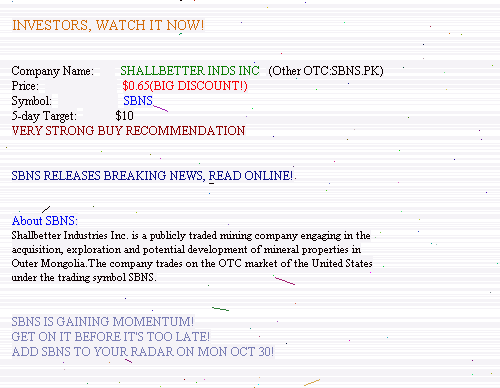 INVESTORS, WATCH IT NOW!
Company Name: SHALLBETTER INDS INC (Other OTC:SBNS.PK)
Price: $0.65(BIG DISCOUNT!)
Symbol: SBNS
5-day Target: $10
VERY STRONG BUY RECOMMENDATION
SBNS RELEASES BREAKING NEWS, READ ONLINE!
About SBNS:
Shallbetter Industries Inc. is a publicly traded mining company engaging in the
acquisition, exploration and potential development of mineral properties in
Outer Mongolia.The company trades on the OTC market of the United States
under the trading symbol SBNS.
SBNS IS GAINING MOMENTUM!
GET ON IT BEFORE IT'S TOO LATE!
ADD SBNS TO YOUR RADAR ON MON OCT 30!